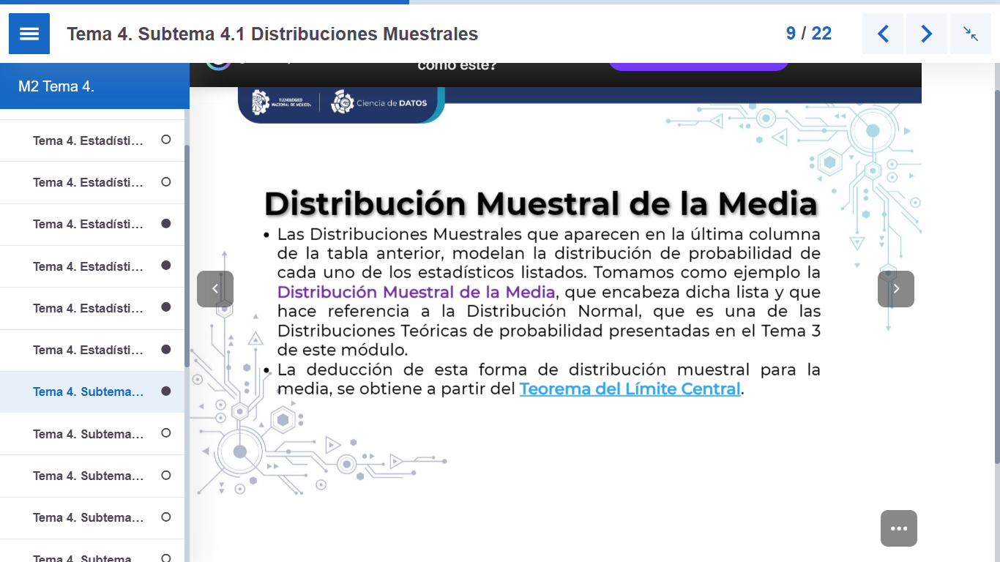 Tema 4. Subtema 4.1 Distribuciones Muestrales
9 / 22
M2 Tema 4.
como este?
TECNOLÓGICO
NACIONAL DE MÉXICO
Ciencia de DATOS
Tema 4. Estadísti...
Tema 4. Estadísti...
Tema 4. Estadísti...
Tema 4. Estadísti...
Tema 4. Estadísti...
Tema 4. Estadísti...
Tema 4. Subtema...
Tema 4. Subtema...
Tema 4. Subtema...
Tema 4. Subtema...
Tema 4. Subtema
Distribución Muestral de la Media
• Las Distribuciones Muestrales que aparecen en la última columna
de la tabla anterior, modelan la distribución de probabilidad de
cada uno de los estadísticos listados. Tomamos como ejemplo la
Distribución Muestral de la Media, que encabeza dicha lista y que
hace referencia a la Distribución Normal, que es una de las
Distribuciones Teóricas de probabilidad presentadas en el Tema 3
de este módulo.
• La deducción de esta forma de distribución muestral para la
media, se obtiene a partir del Teorema del Límite Central.